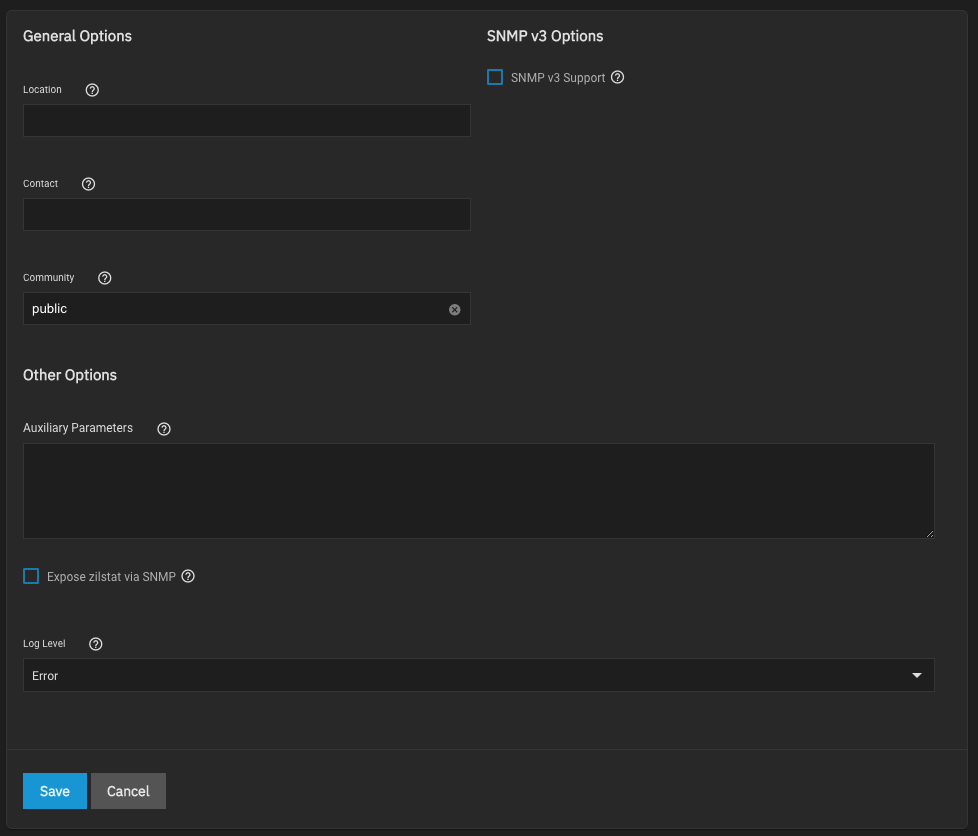 General Options
Location
Contact
Community
public
SNMP v3 Options
SNMP v3 Support
Other Options
Auxiliary Parameters
Expose zilstat via SNMP
Log Level
Error
Save Cancel